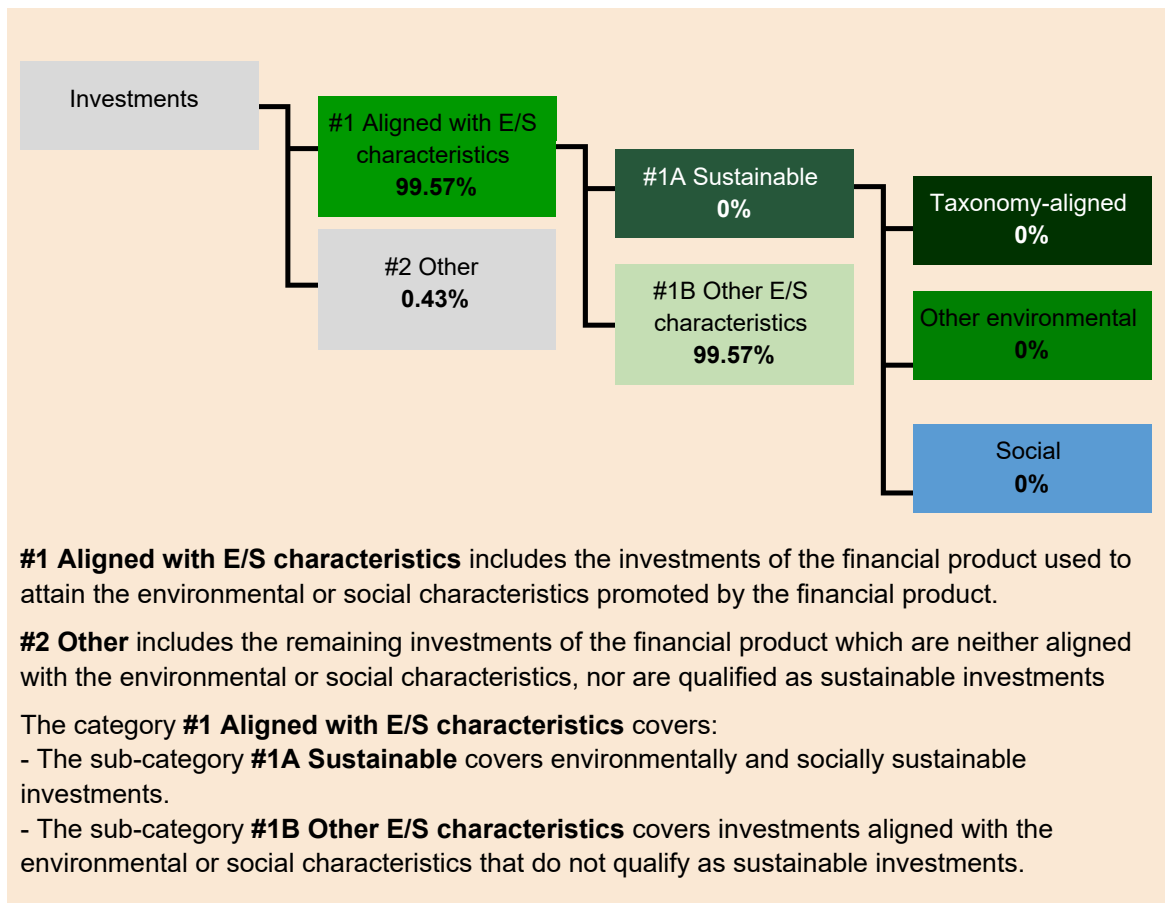 Investments
#1 Aligned with E/S
characteristics
99.57%
#2 Other
0.43%
#1A Sustainable
0%
#1B Other E/S
characteristics
99.57%
Taxonomy-aligned
0%
Other environmental
0%
Social
0%
#1 Aligned with E/S characteristics includes the investments of the financial product used to
attain the environmental or social characteristics promoted by the financial product.
#2 Other includes the remaining investments of the financial product which are neither aligned
with the environmental or social characteristics, nor are qualified as sustainable investments
The category #1 Aligned with E/S characteristics covers:
- The sub-category #1A Sustainable covers environmentally and socially sustainable
investments.
- The sub-category #1B Other E/S characteristics covers investments aligned with the
environmental or social characteristics that do not qualify as sustainable investments.